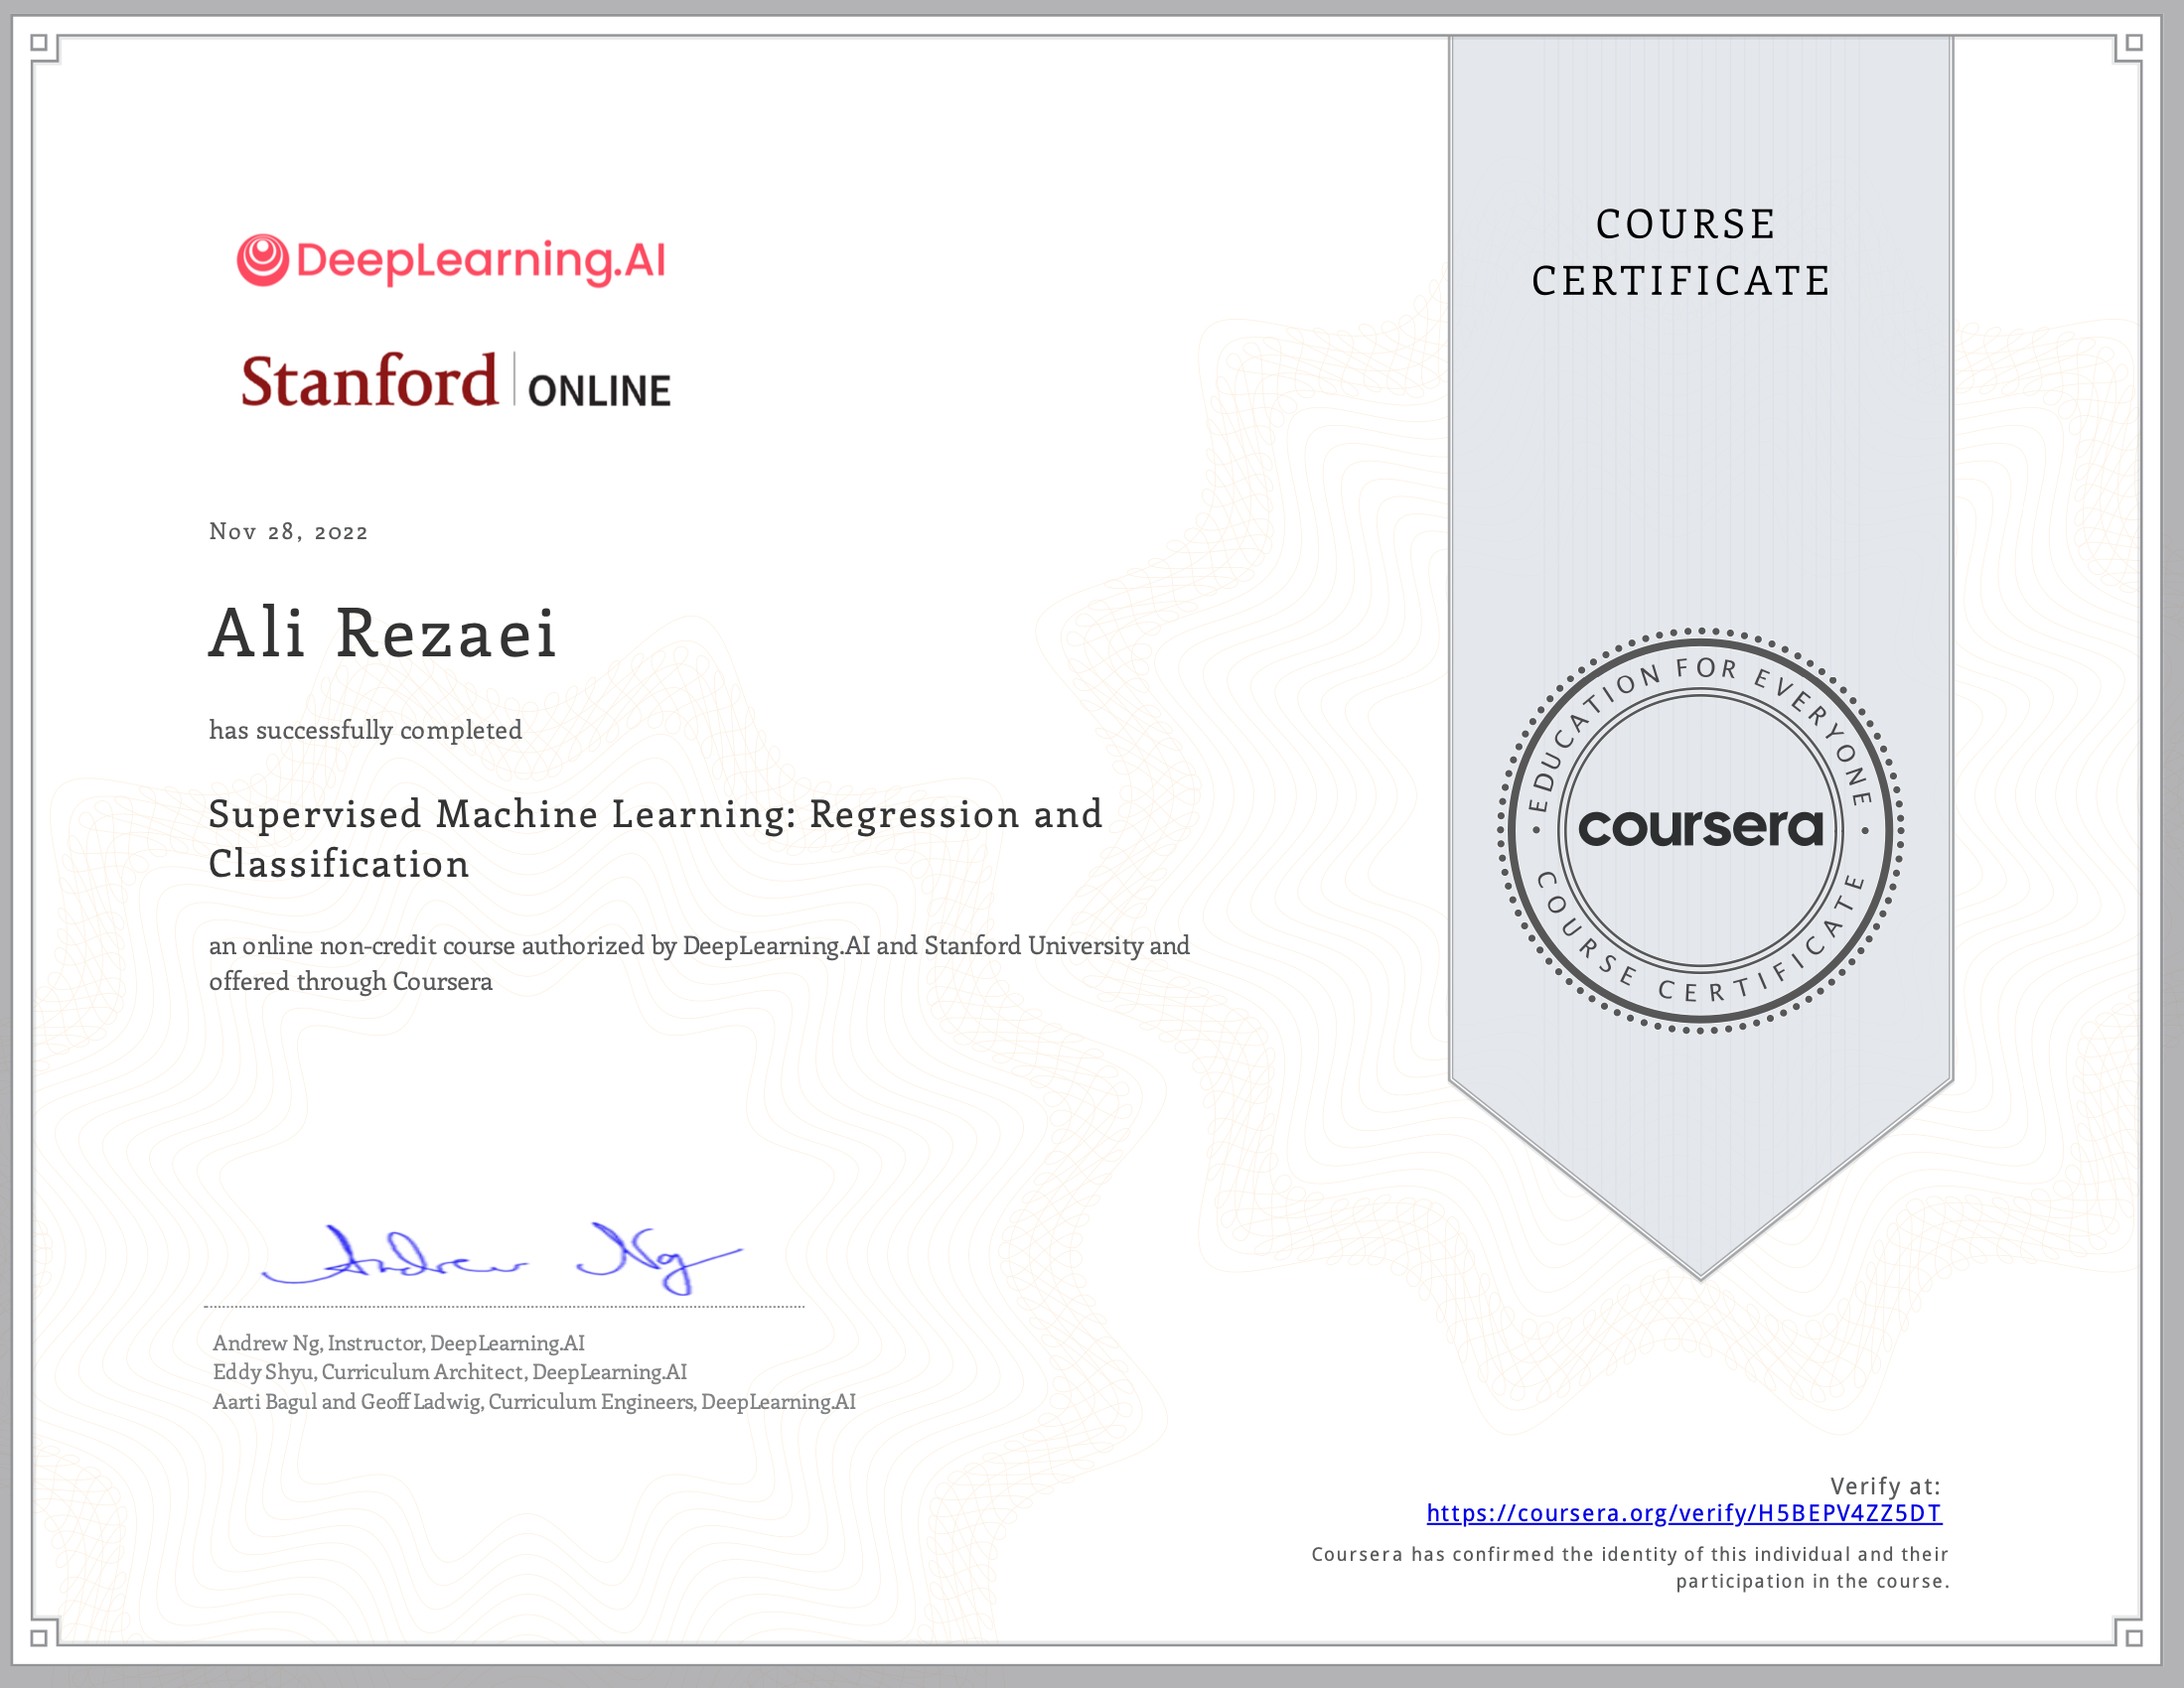 DeepLearning.AI
Stanford ONLINE
Nov 28, 2022
Ali Rezaei
has successfully completed
Supervised Machine Learning: Regression and
Classification
an online non-credit course authorized by DeepLearning.AI and Stanford University and
offered through Coursera
Andrew Ng
Andrew Ng, Instructor, DeepLearning.AI
Eddy Shyu, Curriculum Architect, DeepLearning.AI
Aarti Bagul and Geoff Ladwig, Curriculum Engineers, DeepLearning.AI
COURSE
CERTIFICATE
EDUCATION FOR EVERYONE
coursera
COURSE CERTIFICATE
Verify at:
https://coursera.org/verify/H5BEPV4ZZ5DT
Coursera has confirmed the identity of this individual and their
participation in the course.